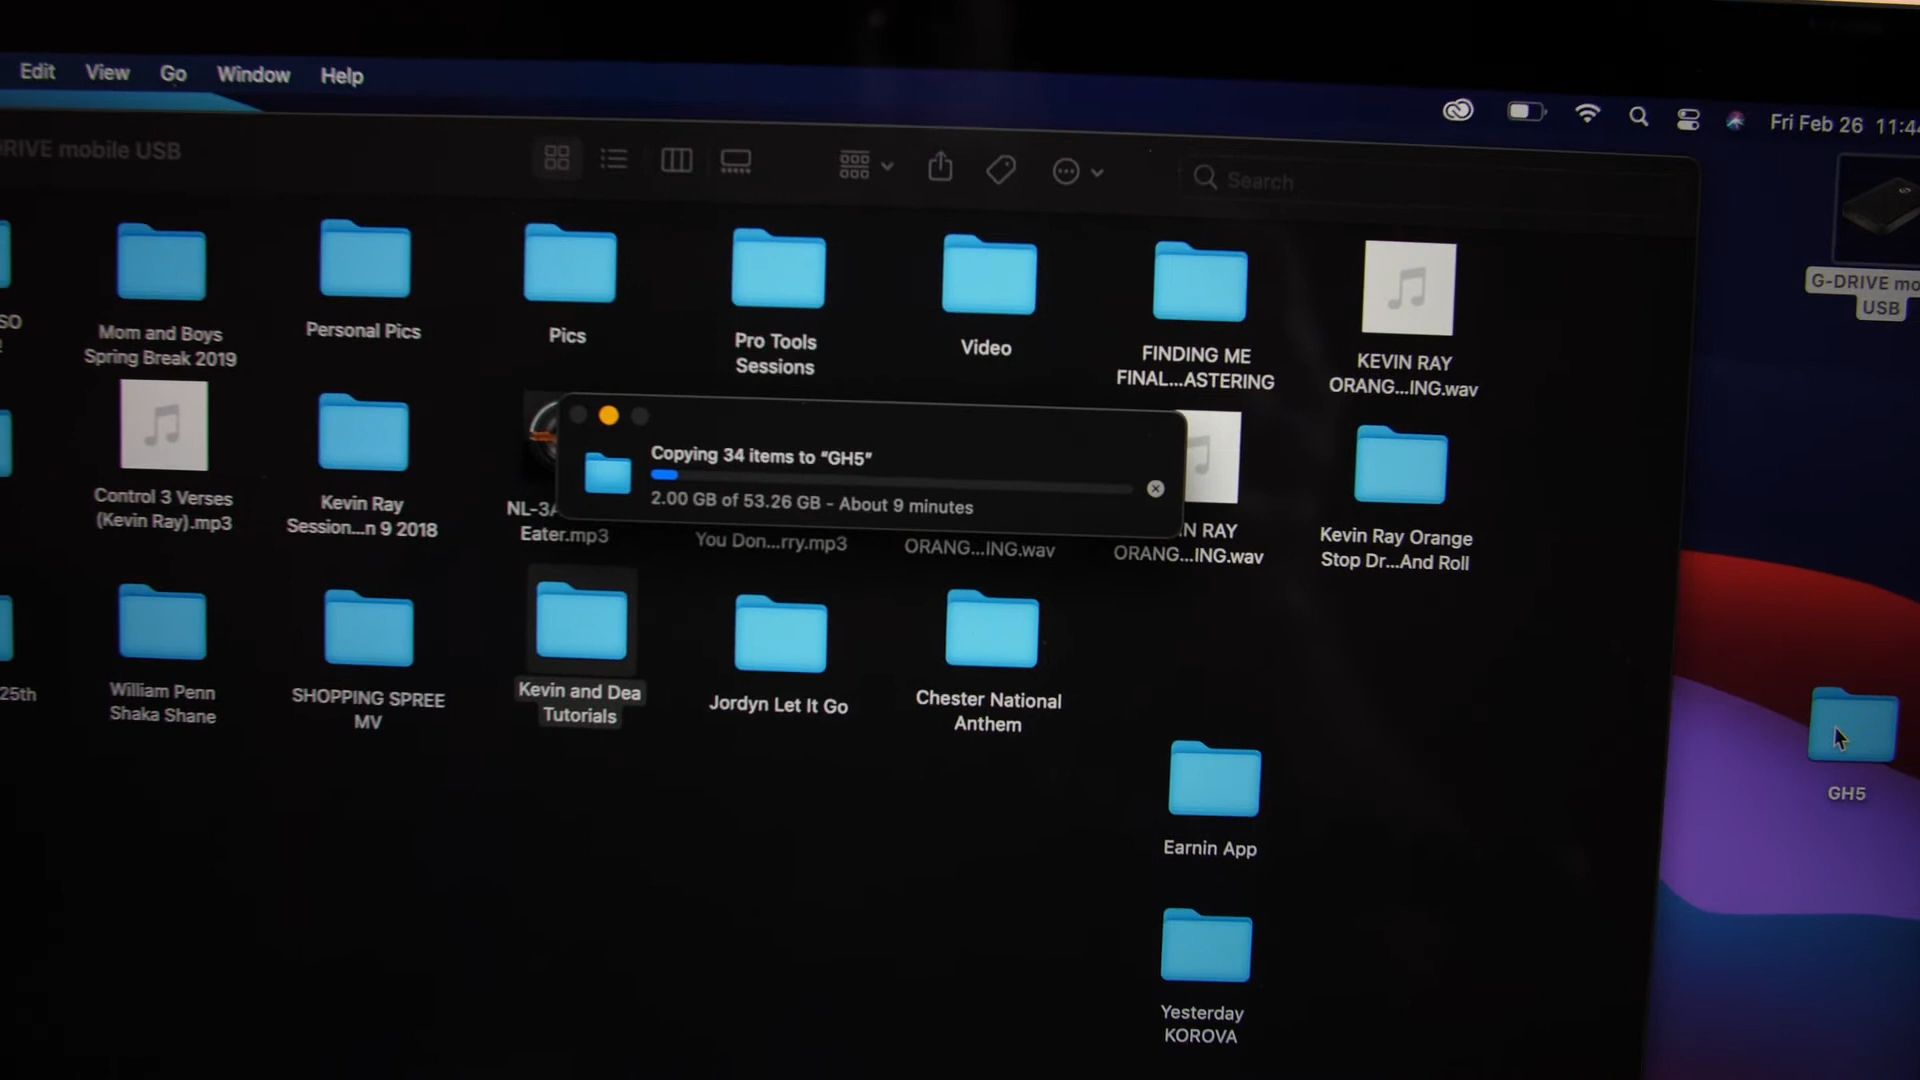 Edit View Go Window Help
Fri Feb 26 11:44
RIVE mobile USB
Search
G-DRIVE mo
USB
SO
Mom and Boys
Spring Break 2019
Personal Pics
Pics
Pro Tools
Sessions
Video
FINDING ME
FINAL...ASTERING
KEVIN RAY
ORANG...ING.wav
Copying 34 items to “GH5”
2.00 GB of 53.26 GB - About 9 minutes
Control 3 Verses
(Kevin Ray).mp3
Kevin Ray
Session...n 9 2018
NL-3A
Eater.mp3
You Don...rry.mp3
ORANG...ING.wav
N RAY
ORANG...ING.wav
Kevin Ray Orange
Stop Dr...And Roll
25th
William Penn
Shaka Shane
SHOPPING SPREE
MV
Kevin and Dea
Tutorials
Jordyn Let It Go
Chester National
Anthem
GH5
Earnin App
Yesterday
KOROVA